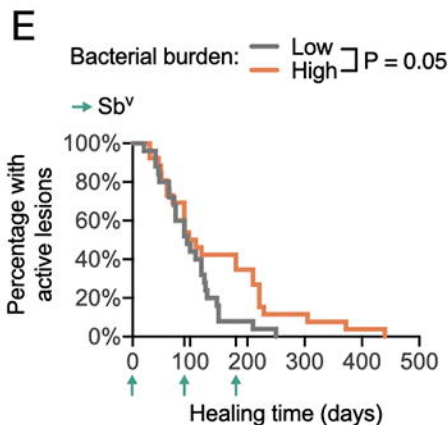 E
Bacterial burden: Low
High
P = 0.05
→ Sbᵛ
100%
80%
60%
40%
20%
0%
Percentage with
active lesions
0 100 200 300 400 500
Healing time (days)